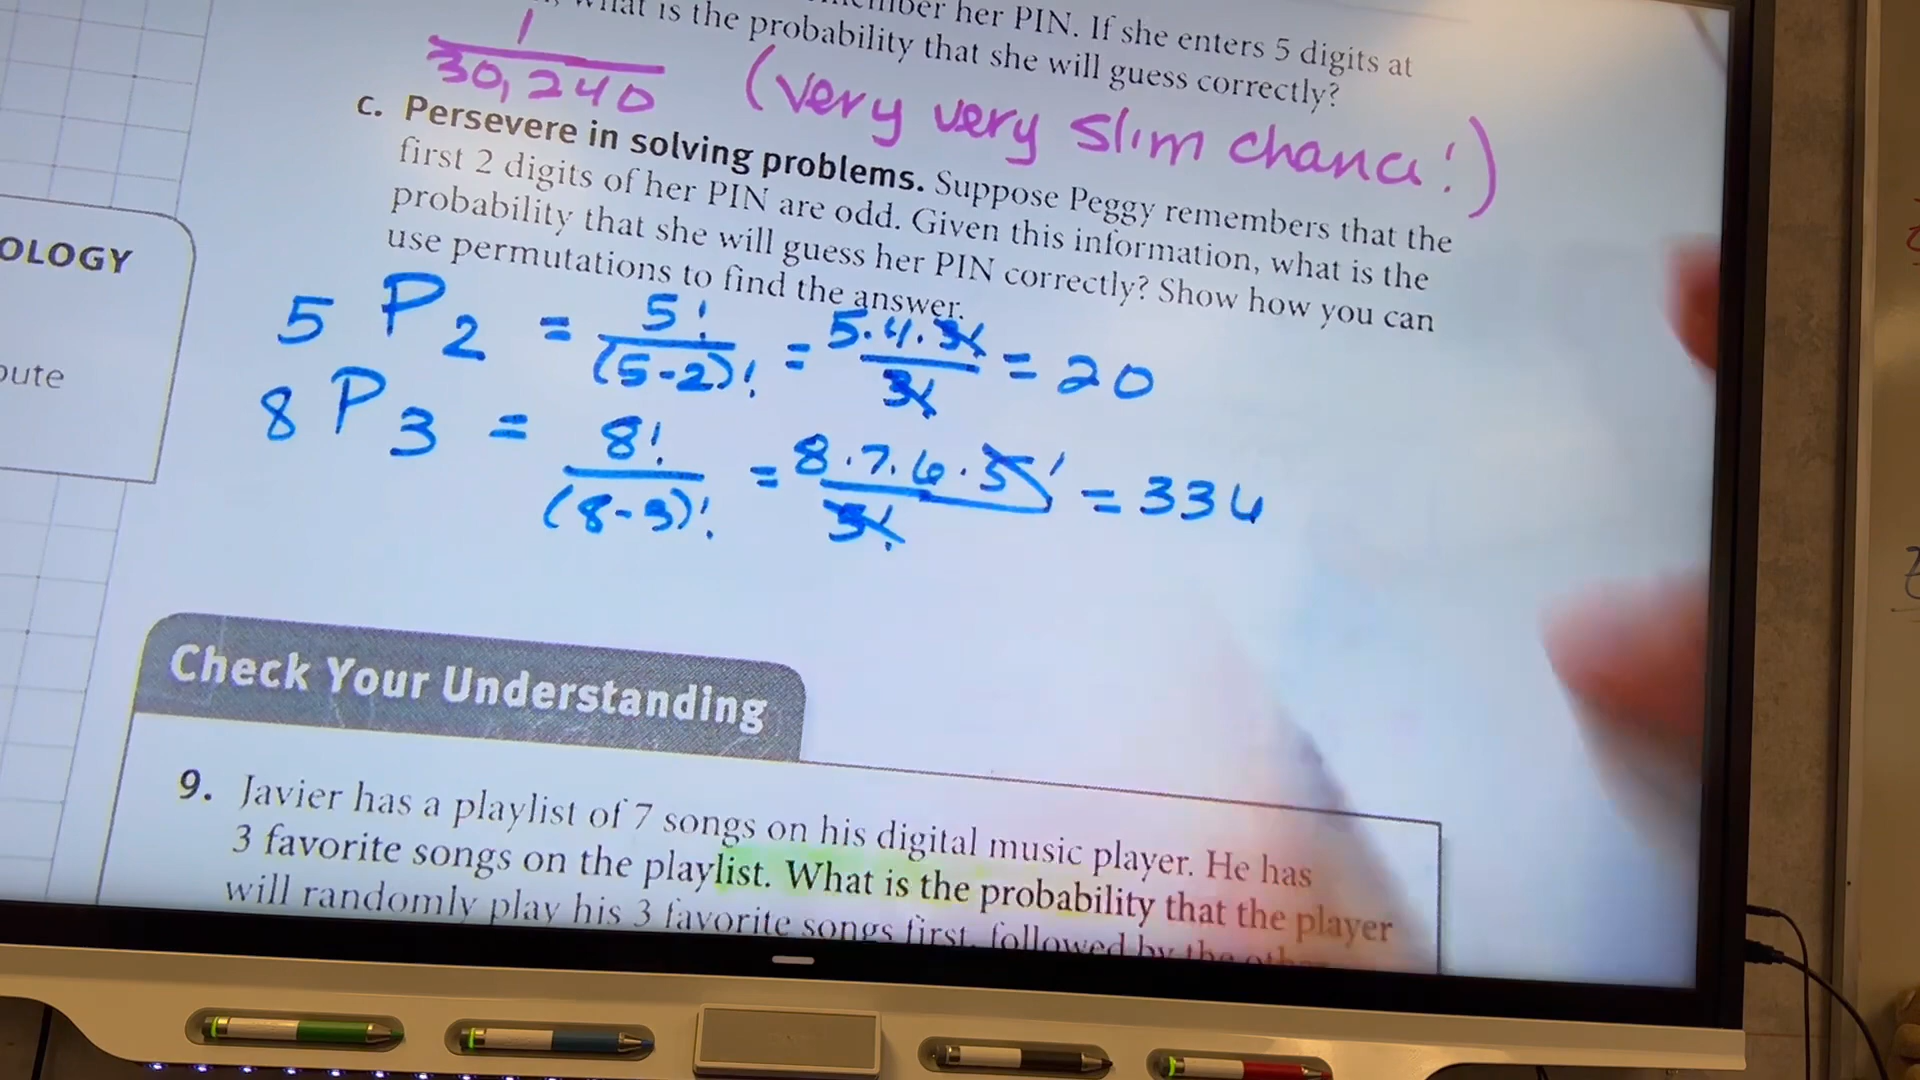 her PIN. If she enters 5 digits at
what is the probability that she will guess correctly?
1
30,240 (very very slim chance!)
c. Persevere in solving problems. Suppose Peggy remembers that the
first 2 digits of her PIN are odd. Given this information, what is the
probability that she will guess her PIN correctly? Show how you can
use permutations to find the answer.
5 P 2 = 5! / (5-2)! = 5.4.3! / 3! = 20
8 P 3 = 8! / (8-3)! = 8.7.6.5! / 5! = 336
OLOGY
Check Your Understanding
9. Javier has a playlist of 7 songs on his digital music player. He has
3 favorite songs on the playlist. What is the probability that the player
will randomly play his 3 favorite songs first, followed by the